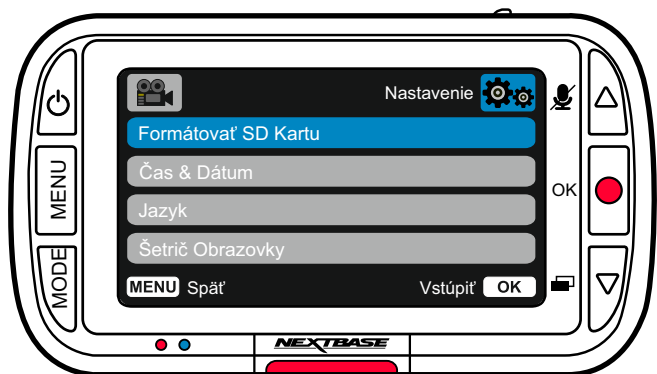 Nastavenie
Formátovať SD Kartu
Čas & Dátum
Jazyk
Šetrič Obrazovky
MENU Späť
Vstúpiť OK
MENU
MODE
OK
NEXTBASE